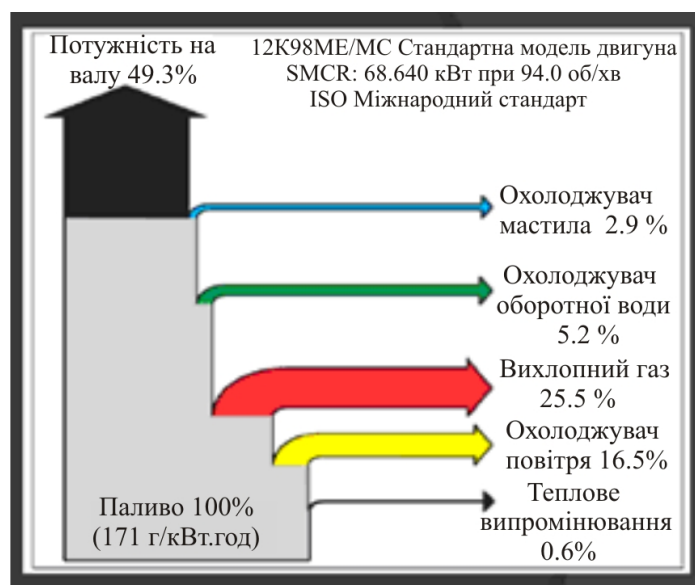 Потужність на
валу 49.3%
12К98МЕ/МС Стандартна модель двигуна
SMCR: 68.640 кВт при 94.0 об/хв
ISO Міжнародний стандарт
Охолоджувач
мастила 2.9 %
Охолоджувач
оборотної води
5.2 %
Вихлопний газ
25.5 %
Охолоджувач
повітря 16.5%
Теплове
випромінювання
0.6%
Паливо 100%
(171 г/кВт.год)